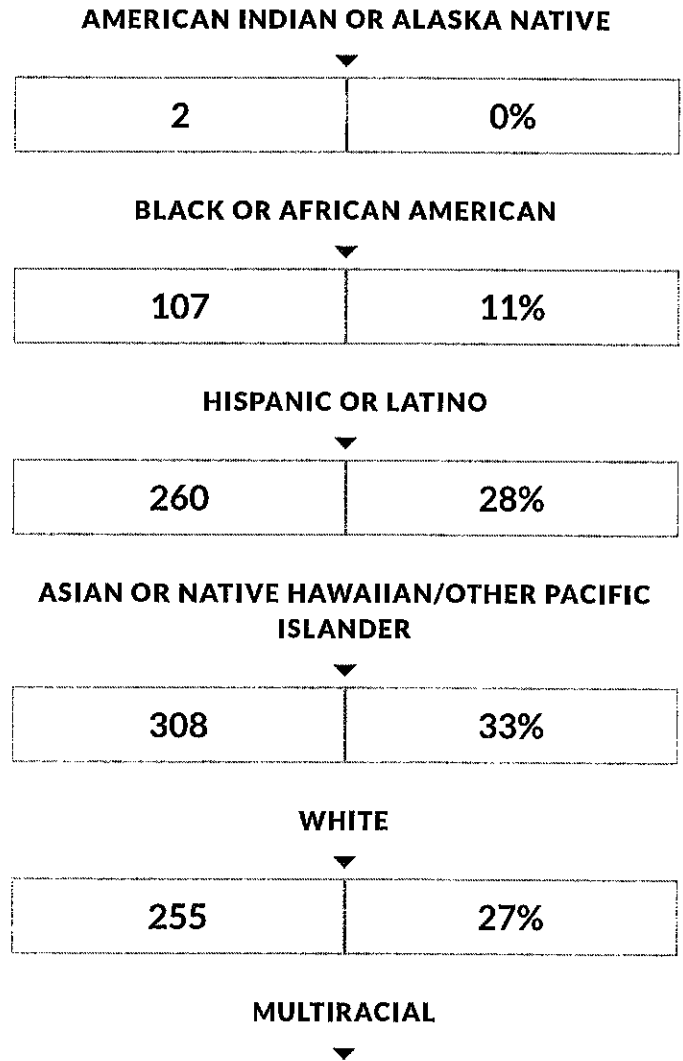 AMERICAN INDIAN OR ALASKA NATIVE
2 0%
BLACK OR AFRICAN AMERICAN
107 11%
HISPANIC OR LATINO
260 28%
ASIAN OR NATIVE HAWAIIAN/OTHER PACIFIC
ISLANDER
308 33%
WHITE
255 27%
MULTIRACIAL